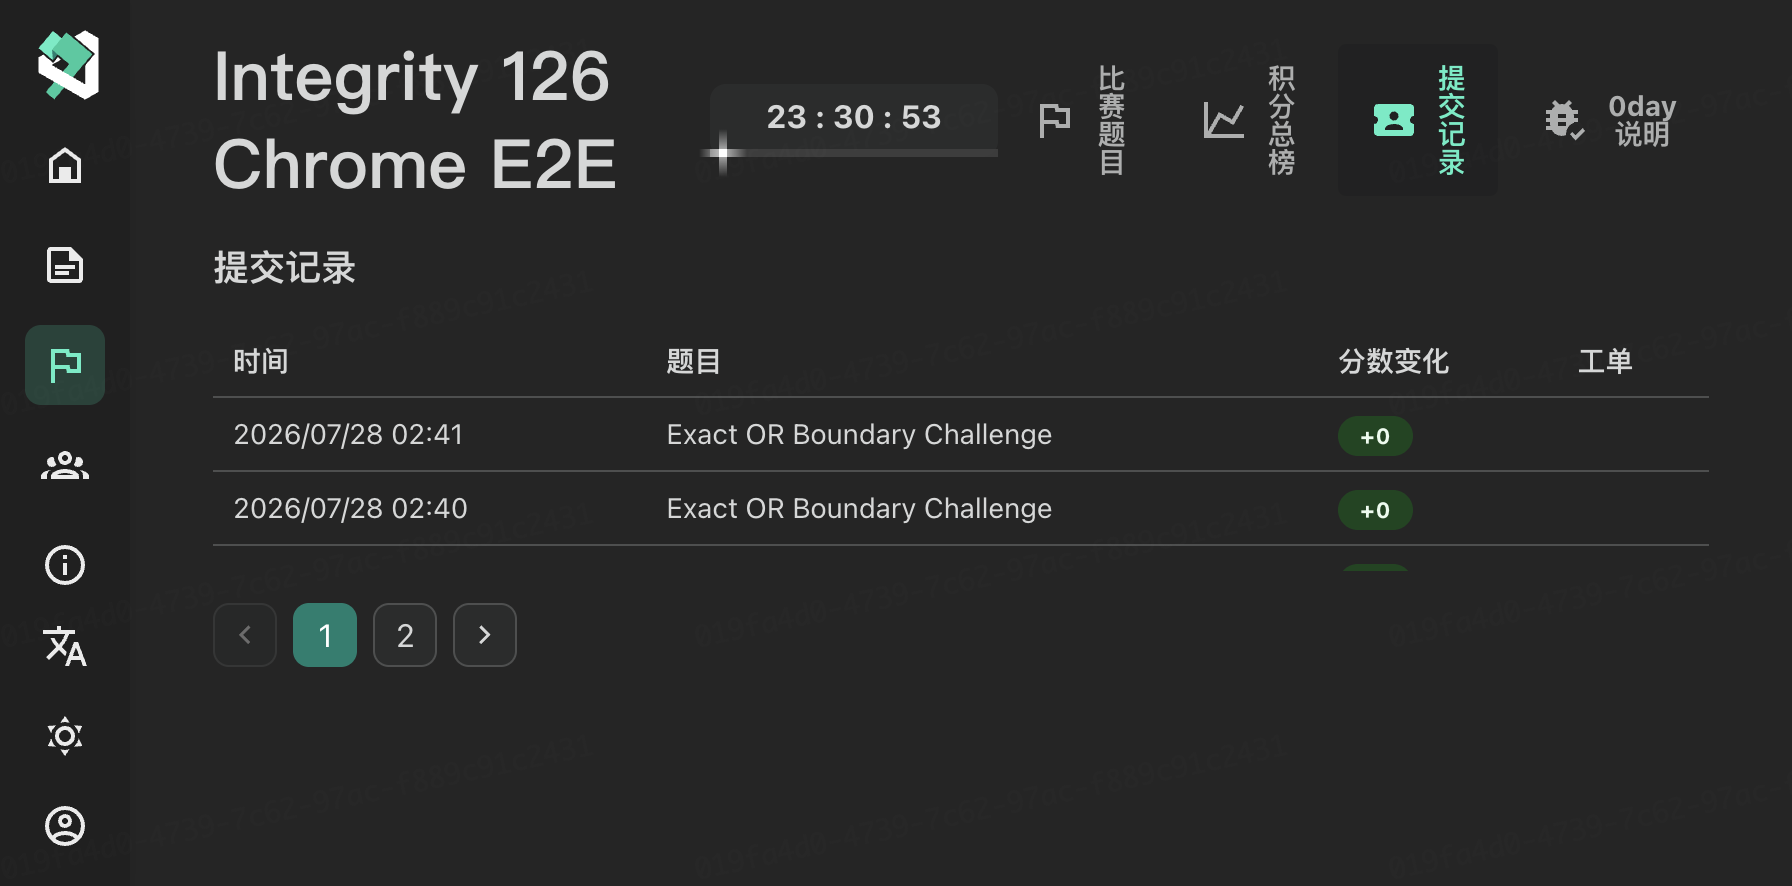 Integrity 126
Chrome E2E
23 : 30 : 53
比赛题目
积分总榜
提交记录
0day
说明
提交记录
时间 题目 分数变化 工单
2026/07/28 02:41 Exact OR Boundary Challenge +0
2026/07/28 02:40 Exact OR Boundary Challenge +0
1 2